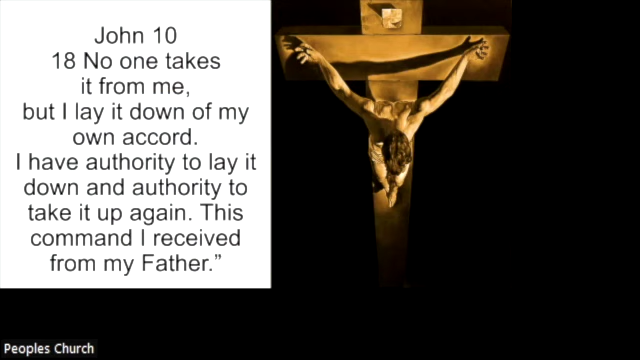 John 10
18 No one takes
it from me,
but I lay it down of my
own accord.
I have authority to lay it
down and authority to
take it up again. This
command I received
from my Father.”
Peoples Church